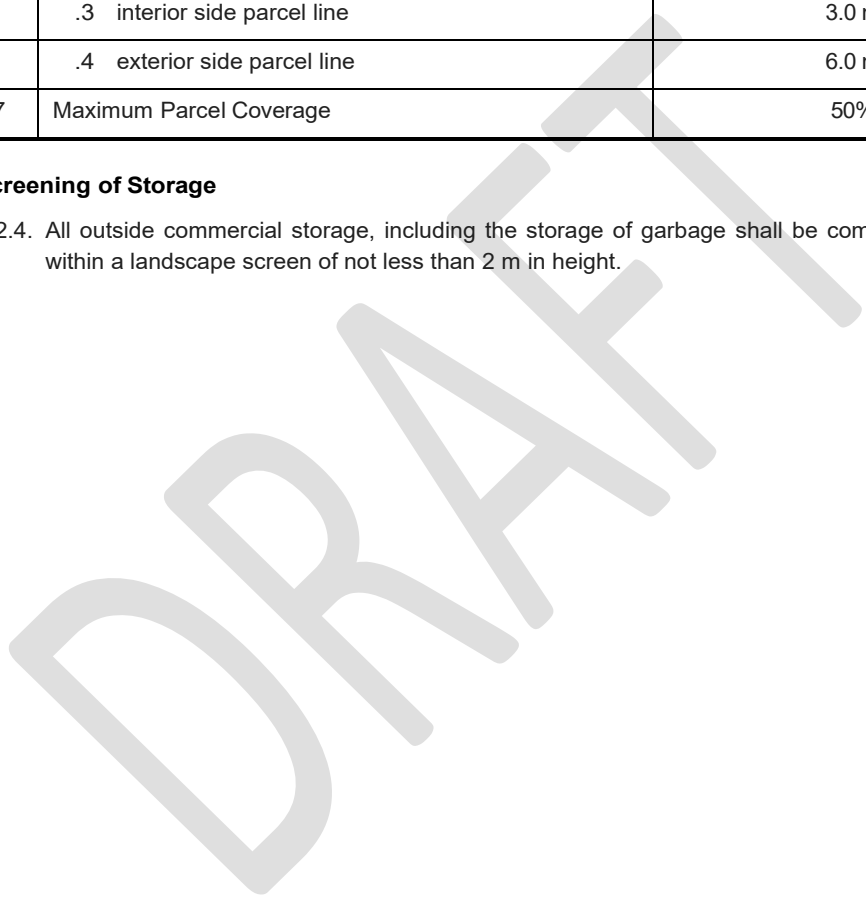 .3 interior side parcel line 3.0 m
.4 exterior side parcel line 6.0 m
7 Maximum Parcel Coverage 50%
creening of Storage
2.4. All outside commercial storage, including the storage of garbage shall be com
within a landscape screen of not less than 2 m in height.
DRAFT